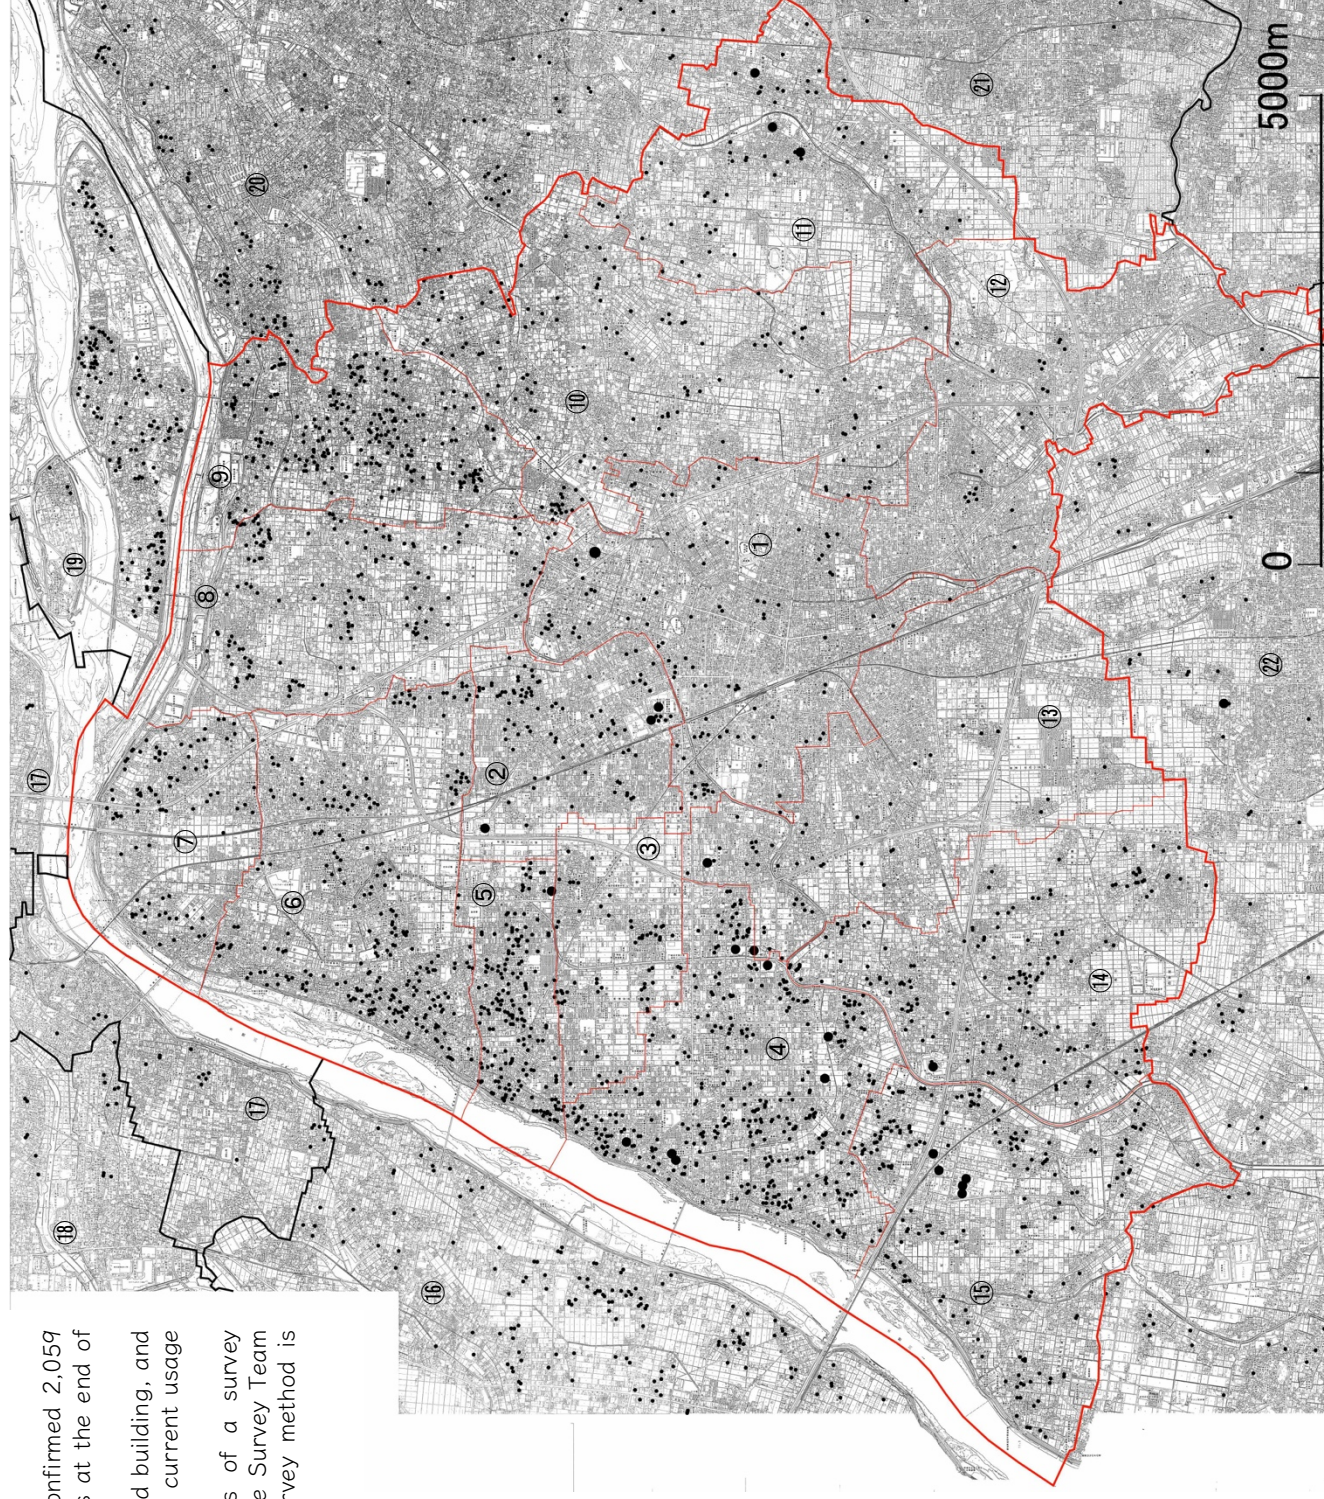 onfirmed 2,059
s at the end of
d building, and
current usage
s of a survey
e Survey Team
rvey method is
⑰
⑱
⑲
⑦
⑧
⑨
⑰
⑳
⑥
⑯
⑤
②
⑩
③
①
④
⑪
⑮
㉑
⑫
⑬
⑭
㉒
0 5000m